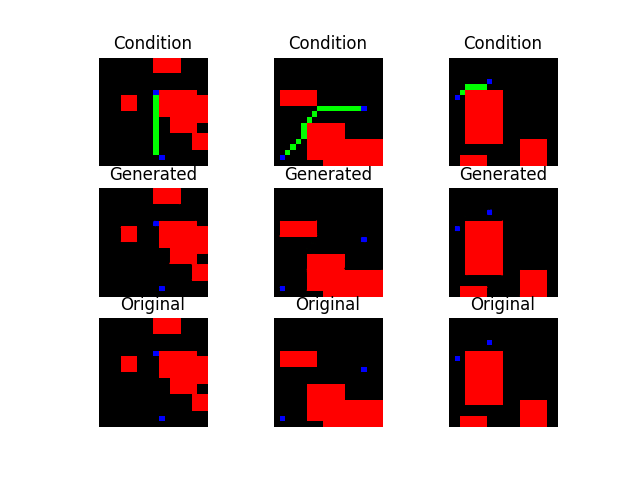 Condition Condition Condition
Generated Generated Generated
Original Original Original